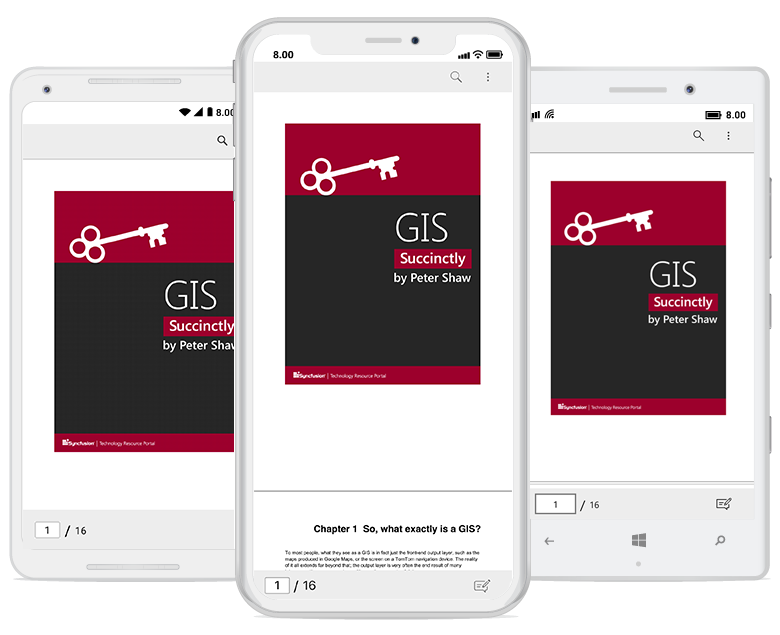 8.00
GIS
Succinctly
by Peter Shaw
Syncfusion | Technology Resource Portal
1 / 16
8.00
GIS
Succinctly
by Peter Shaw
Syncfusion | Technology Resource Portal
Chapter 1 So, what exactly is a GIS?
To most people, what they see as a GIS is in fact just the front-end output layer, such as the
maps produced in Google Maps, or the screen on a TomTom navigation device. The reality
of it all extends far beyond that; the output layer is very often the end result of many
1 / 16
8.00
GIS
Succinctly
by Peter Shaw
Syncfusion | Technology Resource Portal
1 / 16